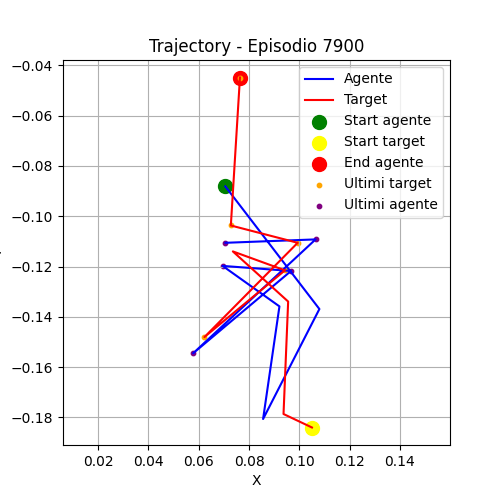 Trajectory - Episodio 7900
−0.04
−0.06
−0.08
−0.10
−0.12
−0.14
−0.16
−0.18
Agente
Target
Start agente
Start target
End agente
Ultimi target
Ultimi agente
0.02 0.04 0.06 0.08 0.10 0.12 0.14
X